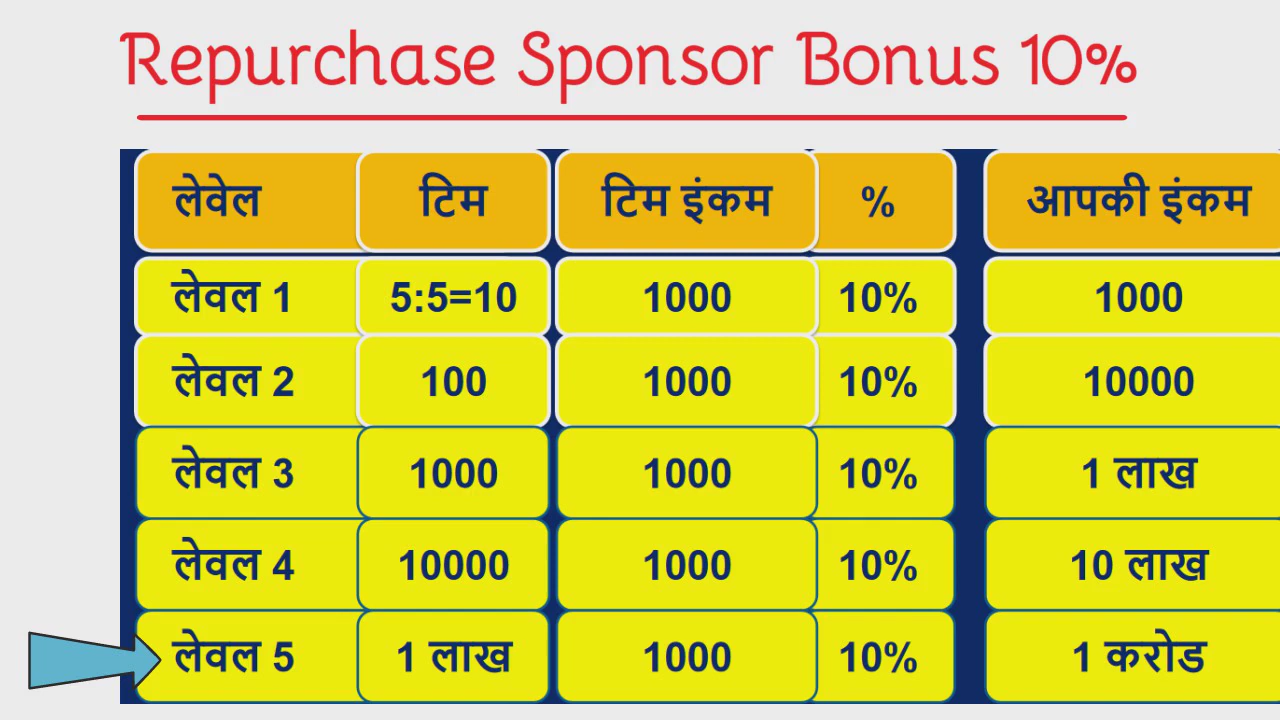 Repurchase Sponsor Bonus 10%
लेवेल टिम टिम इंकम % आपकी इंकम
लेवल 1 5:5=10 1000 10% 1000
लेवल 2 100 1000 10% 10000
लेवल 3 1000 1000 10% 1 लाख
लेवल 4 10000 1000 10% 10 लाख
लेवल 5 1 लाख 1000 10% 1 करोड